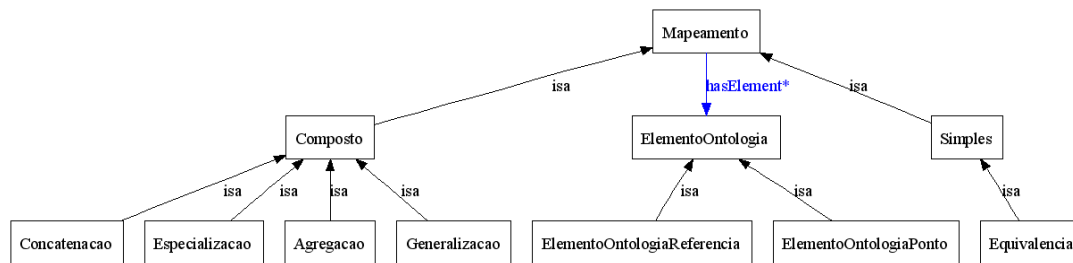 Mapeamento
isa
hasElement*
isa
Composto
ElementoOntologia
Simples
isa
isa
isa
isa
isa
isa
isa
Concatenacao
Especializacao
Agregacao
Generalizacao
ElementoOntologiaReferencia
ElementoOntologiaPonto
Equivalencia